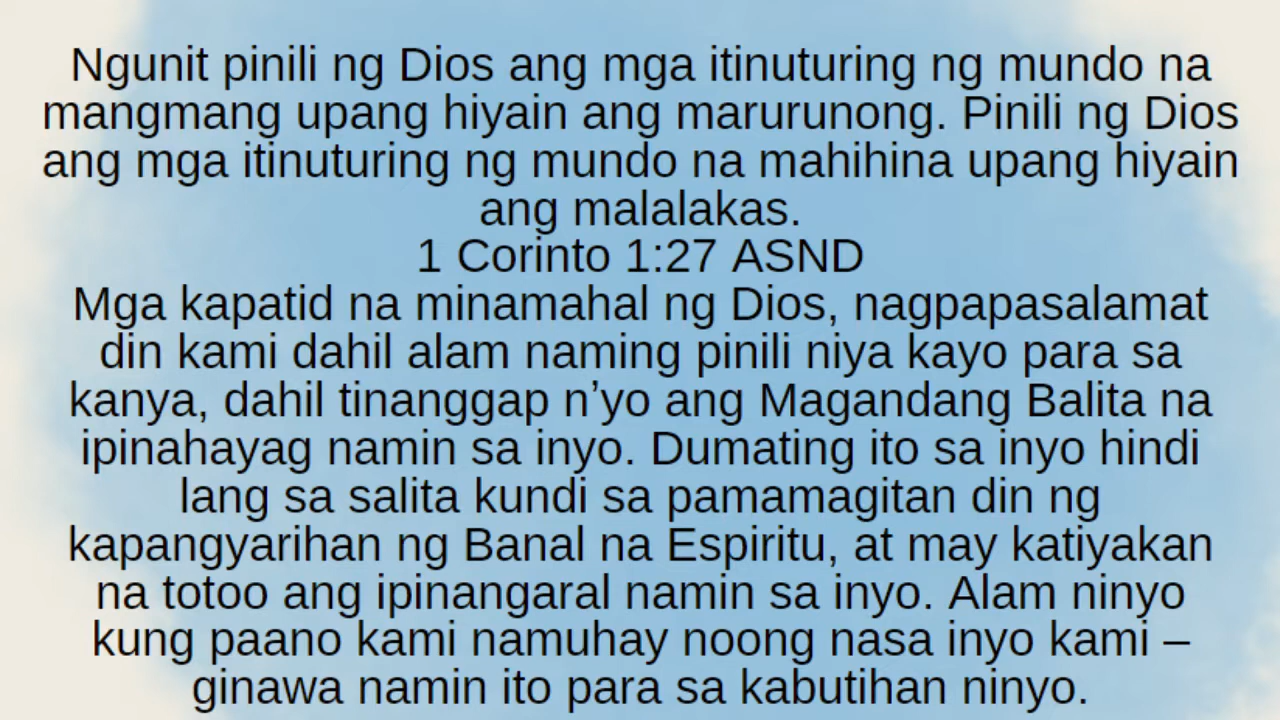 Ngunit pinili ng Dios ang mga itinuturing ng mundo na
mangmang upang hiyain ang marurunong. Pinili ng Dios
ang mga itinuturing ng mundo na mahihina upang hiyain
ang malalakas.
1 Corinto 1:27 ASND
Mga kapatid na minamahal ng Dios, nagpapasalamat
din kami dahil alam naming pinili niya kayo para sa
kanya, dahil tinanggap n’yo ang Magandang Balita na
ipinahayag namin sa inyo. Dumating ito sa inyo hindi
lang sa salita kundi sa pamamagitan din ng
kapangyarihan ng Banal na Espiritu, at may katiyakan
na totoo ang ipinangaral namin sa inyo. Alam ninyo
kung paano kami namuhay noong nasa inyo kami –
ginawa namin ito para sa kabutihan ninyo.